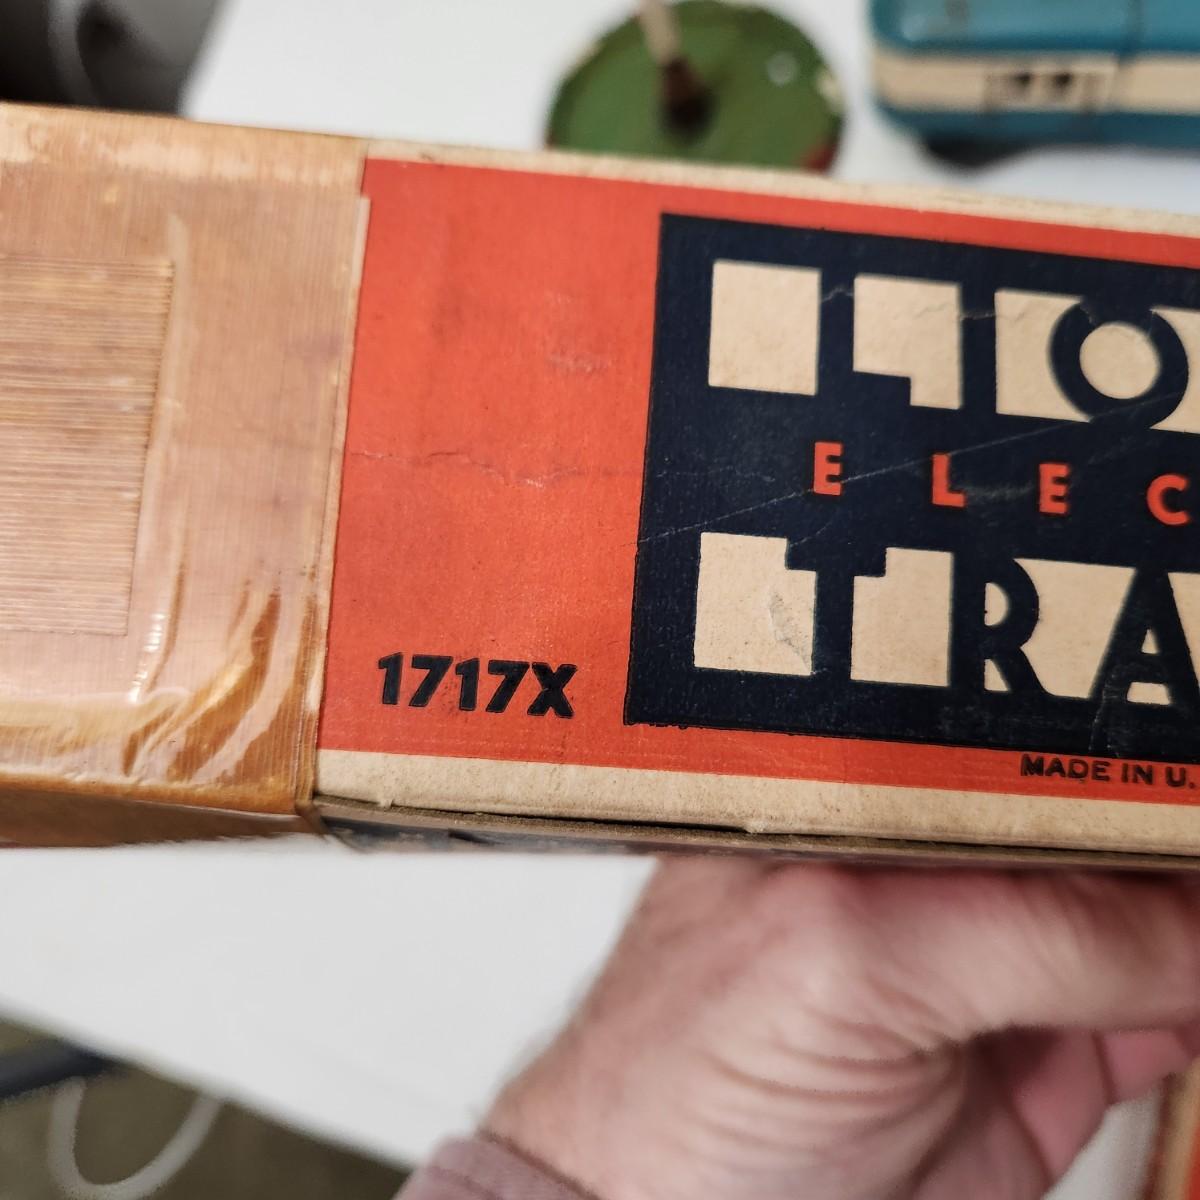 LIO
ELEC
TRA
1717X
MADE IN U.